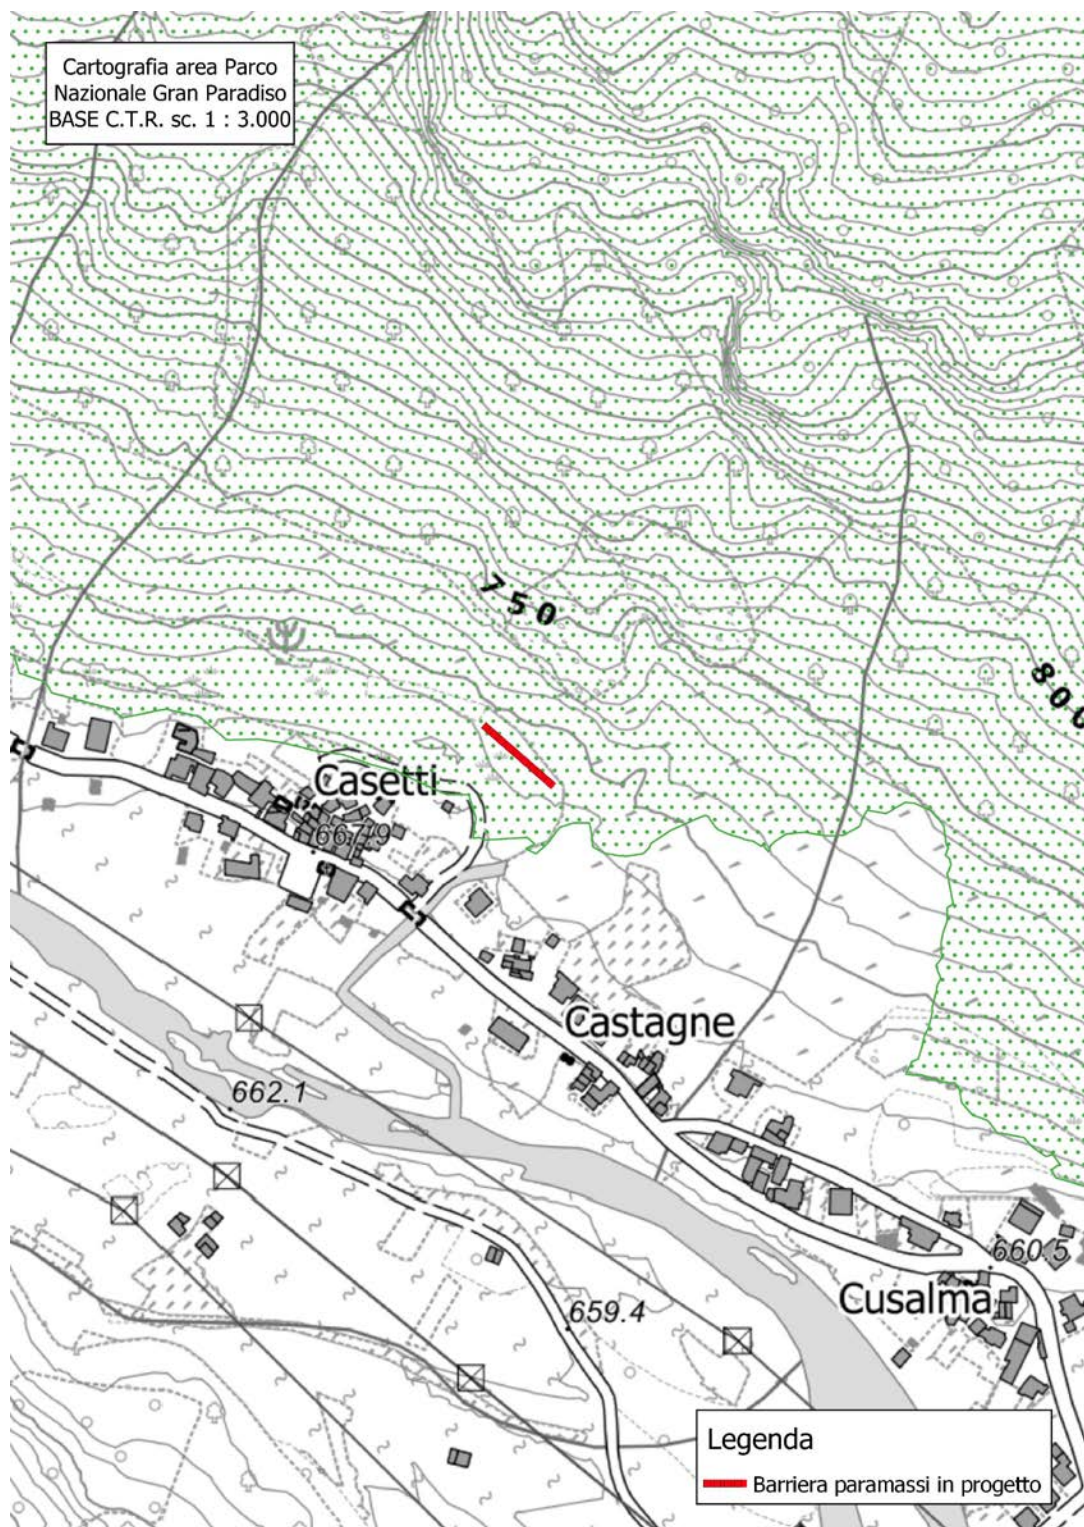 Cartografia area Parco
Nazionale Gran Paradiso
BASE C.T.R. sc. 1 : 3.000
750
800
Casetti
667.9
Castagne
662.1
660.5
Cusalma
659.4
Legenda
Barriera paramassi in progetto